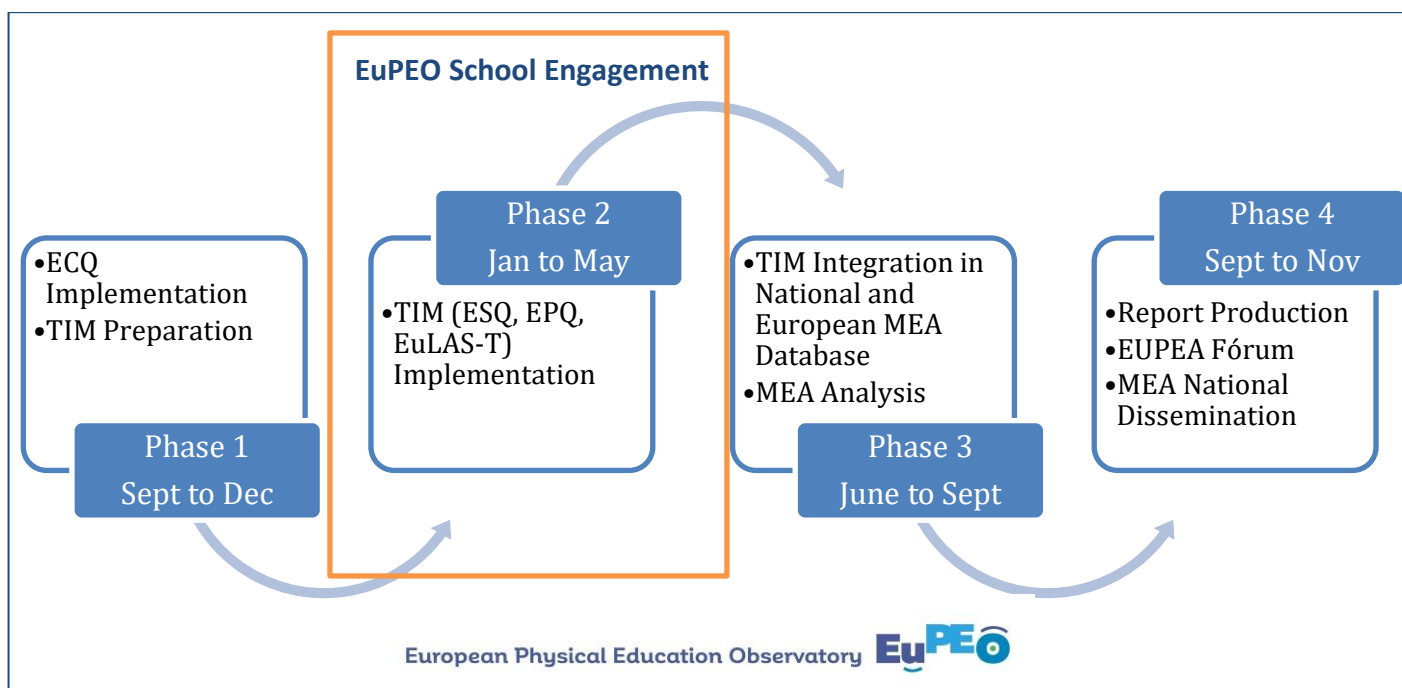 EuPEO School Engagement
•ECQ
Implementation
•TIM Preparation
Phase 1
Sept to Dec
Phase 2
Jan to May
•TIM (ESQ, EPQ,
EuLAS-T)
Implementation
•TIM Integration in
National and
European MEA
Database
•MEA Analysis
Phase 3
June to Sept
Phase 4
Sept to Nov
•Report Production
•EUPEA Fórum
•MEA National
Dissemination
European Physical Education Observatory EuPEO